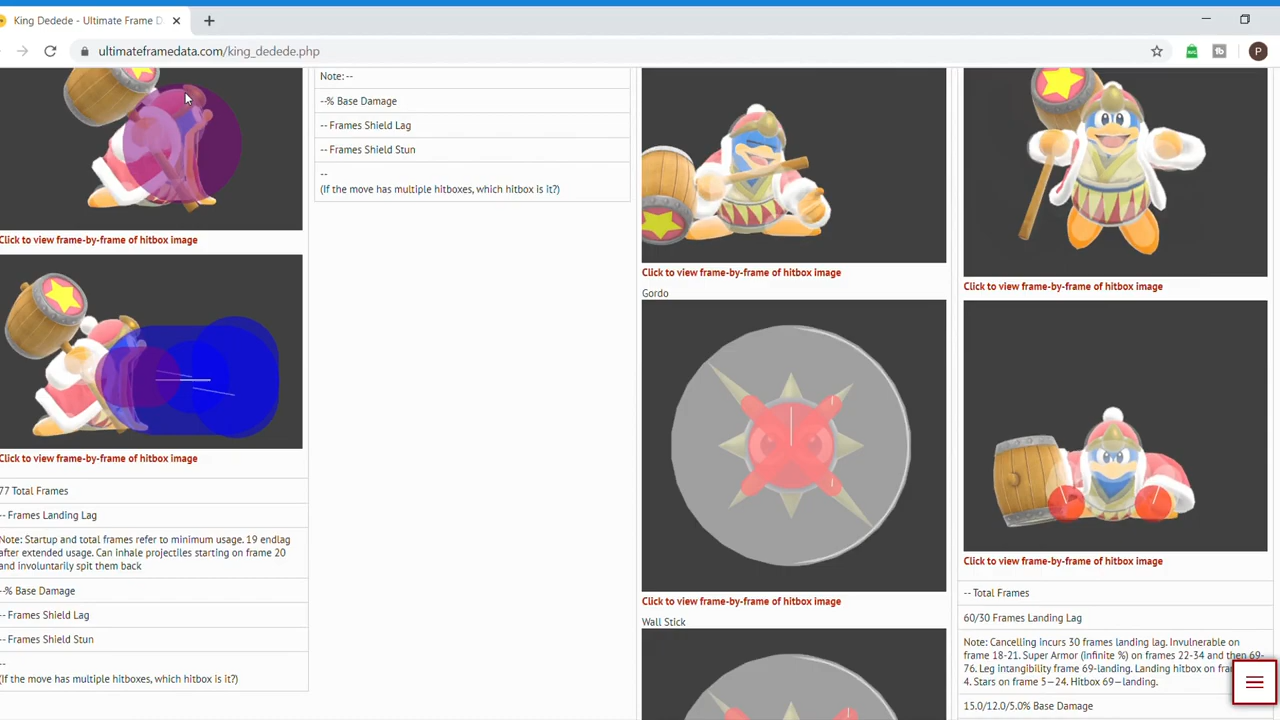 King Dedede - Ultimate Frame D
ultimateframedata.com/king_dedede.php
P
Click to view frame-by-frame of hitbox image
Click to view frame-by-frame of hitbox image
77 Total Frames
-- Frames Landing Lag
Note: Startup and total frames refer to minimum usage. 19 endlag
after extended usage. Can inhale projectiles starting on frame 20
and involuntarily spit them back
--% Base Damage
-- Frames Shield Lag
-- Frames Shield Stun
--
(If the move has multiple hitboxes, which hitbox is it?)
Note: --
--% Base Damage
-- Frames Shield Lag
-- Frames Shield Stun
--
(If the move has multiple hitboxes, which hitbox is it?)
Click to view frame-by-frame of hitbox image
Gordo
Click to view frame-by-frame of hitbox image
Wall Stick
Click to view frame-by-frame of hitbox image
Click to view frame-by-frame of hitbox image
-- Total Frames
60/30 Frames Landing Lag
Note: Cancelling incurs 30 frames landing lag. Invulnerable on
frame 18-21. Super Armor (Infinite %) on frames 22-34 and then 69-
76. Leg intangibility frame 69-landing. Landing hitbox on
4. Stars on frame 5—24. Hitbox 69—landing.
15.0/12.0/5.0% Base Damage